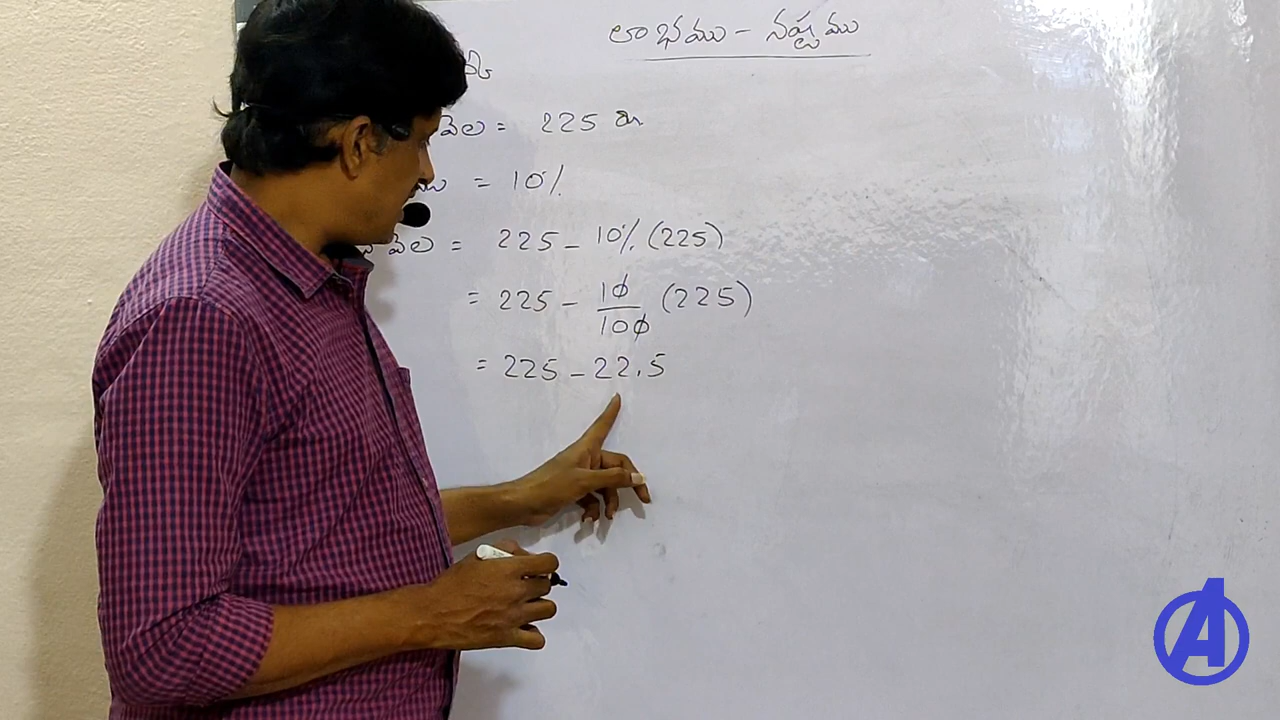 లాభము - నష్టము
వెల = 225 రూ
= 10%
వెల = 225 - 10% (225)
= 225 - 10/100 (225)
= 225 - 22.5